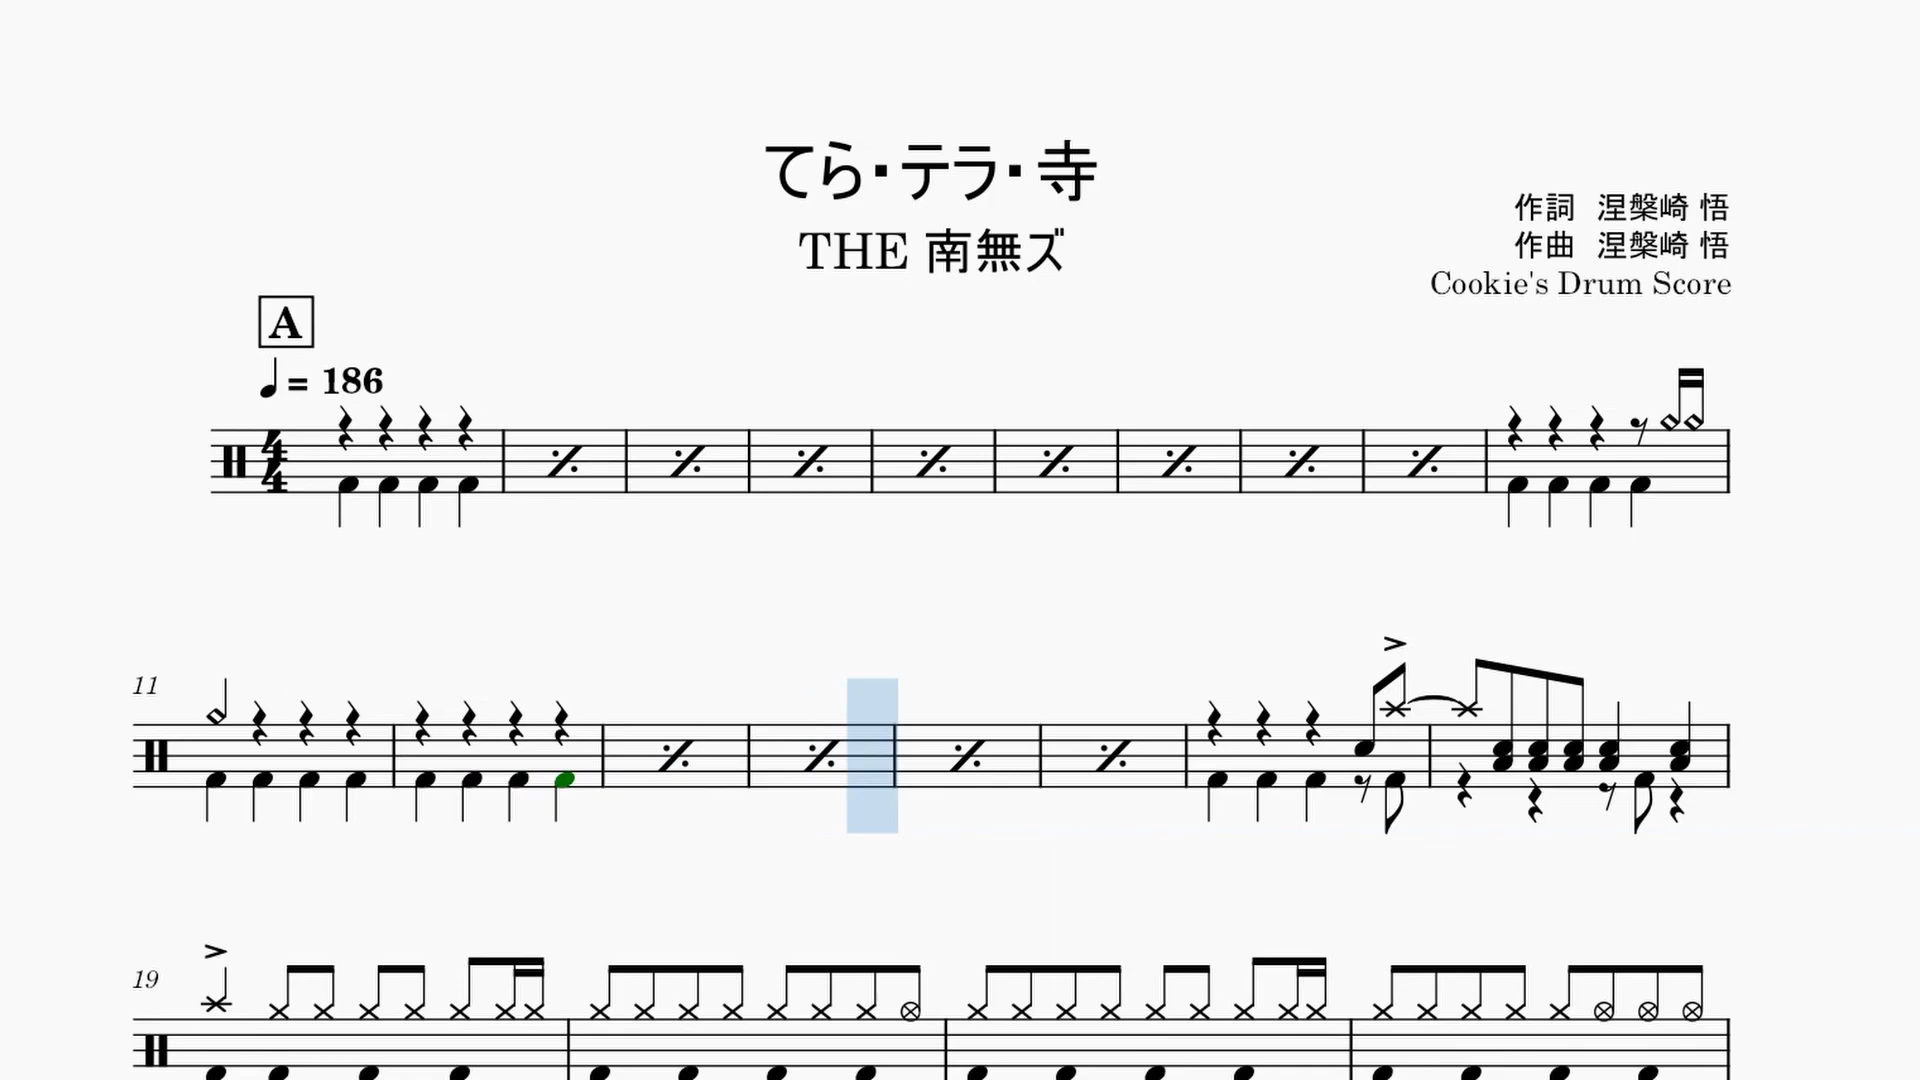 てら・テラ・寺
THE 南無ズ
作詞 涅槃崎 悟
作曲 涅槃崎 悟
Cookie's Drum Score
A
= 186
4
4
11
19